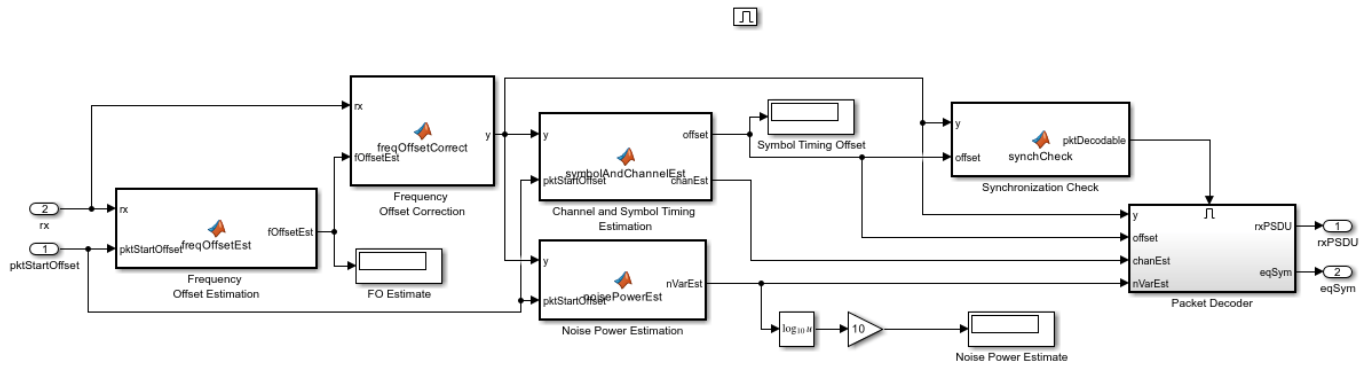 rx
fOffsetEst
freqOffsetCorrect
y
Frequency
Offset Correction
2
rx
1
pktStartOffset
rx
pktStartOffset
freqOffsetEst
fOffsetEst
Frequency
Offset Estimation
FO Estimate
y
pktStartOffset
symbolAndChannelEst
offset
chanEst
Channel and Symbol Timing
Estimation
Symbol Timing Offset
y
pktStartOffset
noisePowerEst
nVarEst
Noise Power Estimation
log10 u
10
Noise Power Estimate
y
offset
synchCheck
pktDecodable
Synchronization Check
y
offset
chanEst
nVarEst
rxPSDU
eqSym
Packet Decoder
1
rxPSDU
2
eqSym